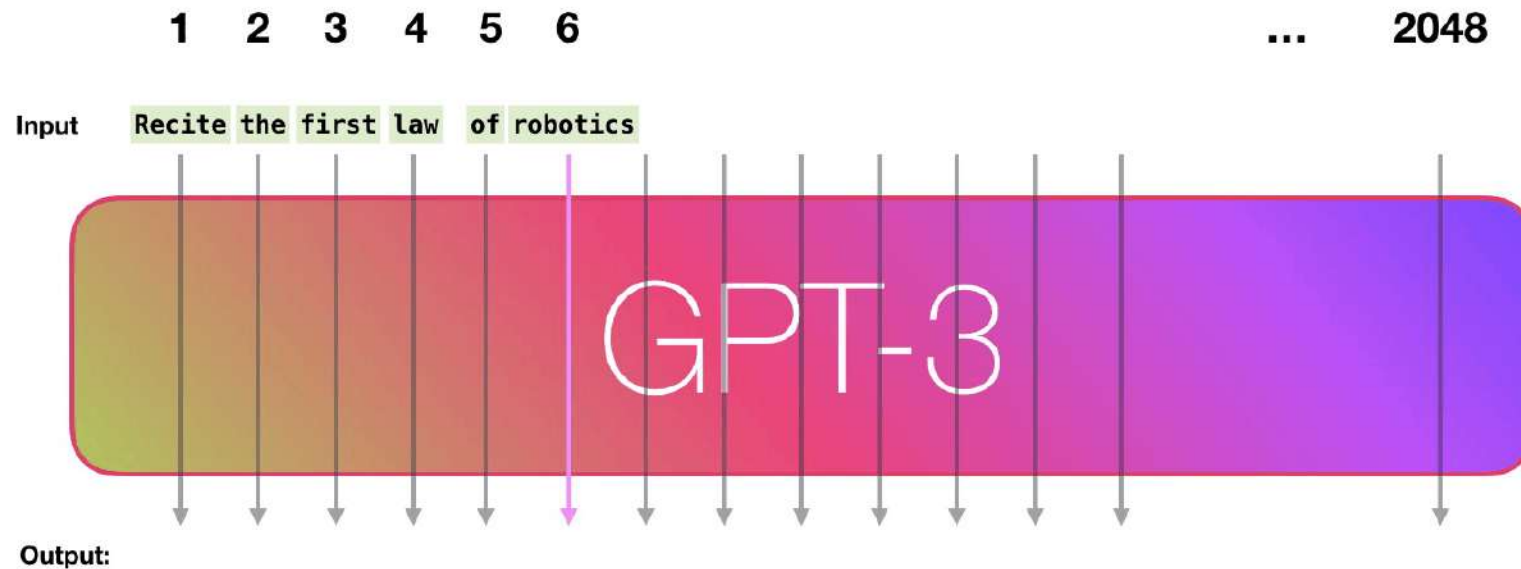 1 2 3 4 5 6 ... 2048
Input Recite the first law of robotics
GPT-3
Output: